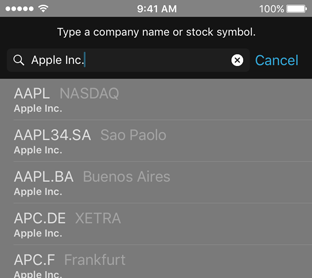 9:41 AM 100%
Type a company name or stock symbol.
Apple Inc. Cancel
AAPL NASDAQ
Apple Inc.
AAPL34.SA Sao Paolo
Apple Inc.
AAPL.BA Buenos Aires
Apple Inc.
APC.DE XETRA
Apple Inc.
APC.F Frankfurt
Apple Inc.